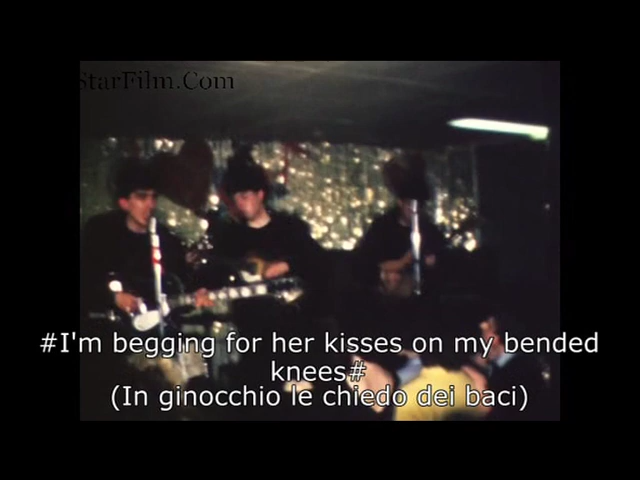 StarFilm.Com
#I'm begging for her kisses on my bended
knees#
(In ginocchio le chiedo dei baci)